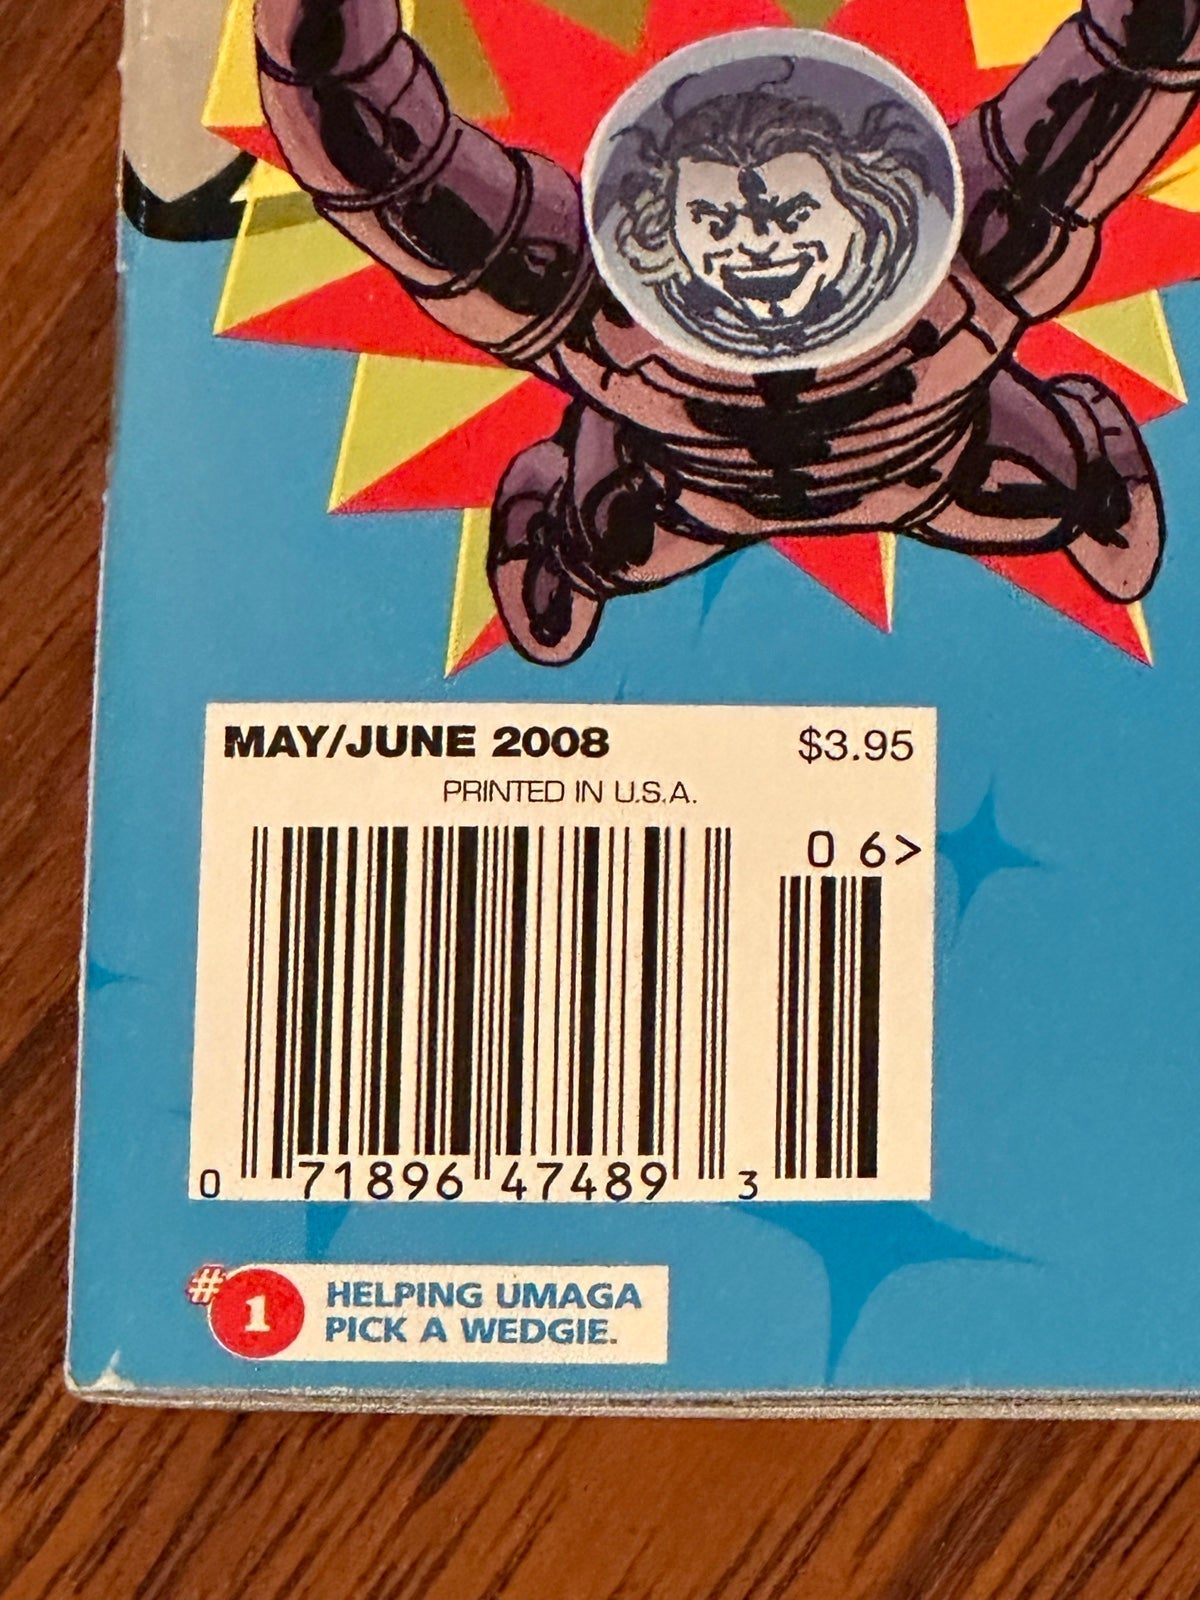 MAY/JUNE 2008 $3.95
PRINTED IN U.S.A.
0 6>
0 71896 47489 3
#1 HELPING UMAGA
PICK A WEDGIE.